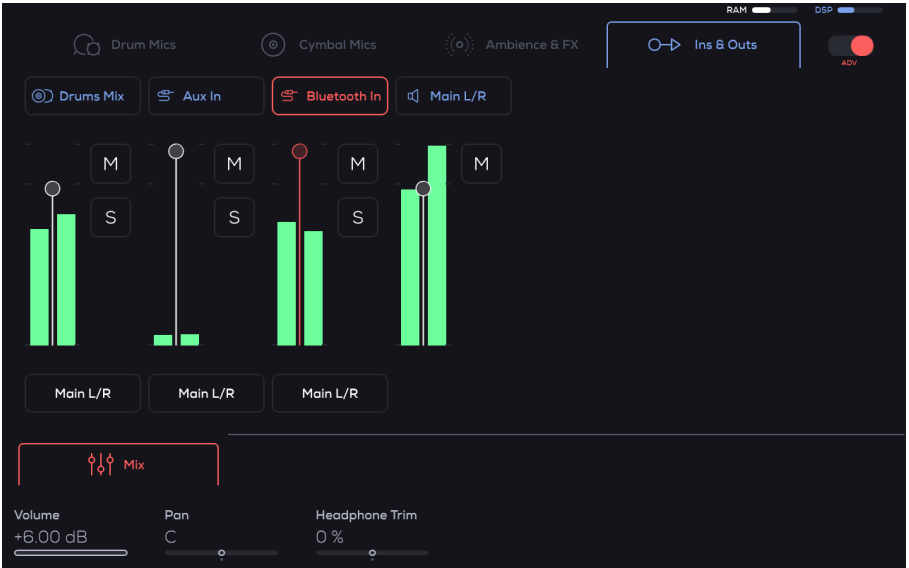 RAM DSP
Drum Mics Cymbal Mics Ambience & FX Ins & Outs
ADV
Drums Mix Aux In Bluetooth In Main L/R
M M M M
S S S
Main L/R Main L/R Main L/R
Mix
Volume Pan Headphone Trim
+6.00 dB C 0 %